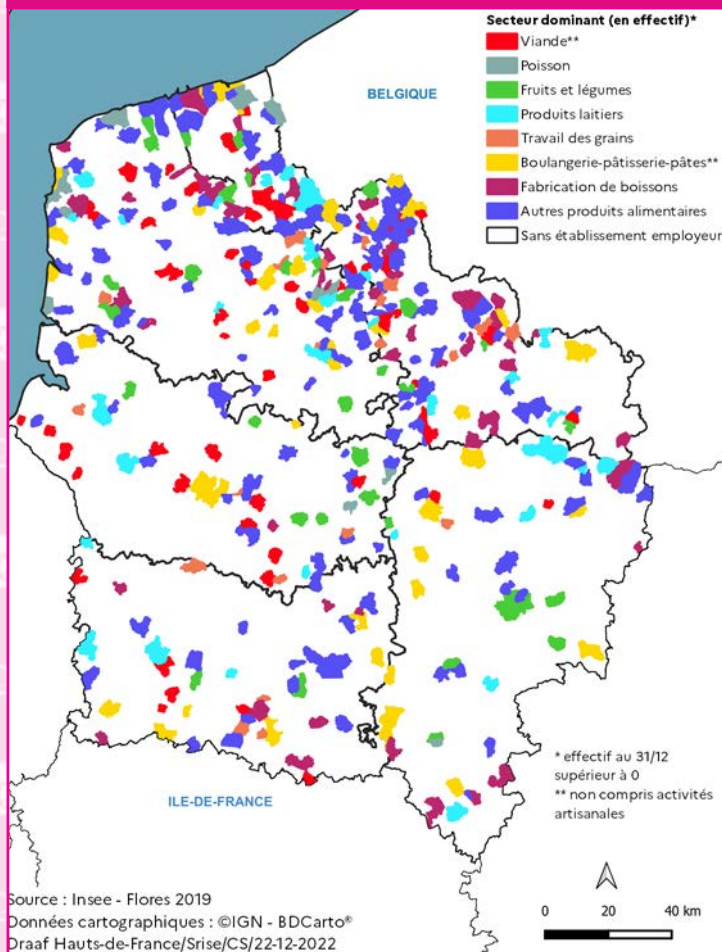 Secteur dominant (en effectif)*
Viande**
Poisson
Fruits et légumes
Produits laitiers
Travail des grains
Boulangerie-pâtisserie-pâtes**
Fabrication de boissons
Autres produits alimentaires
Sans établissement employeur
BELGIQUE
* effectif au 31/12
supérieur à 0
** non compris activités
artisanales
ILE-DE-FRANCE
Source : Insee - Flores 2019
Données cartographiques : ©IGN - BDCarto®
Draaf Hauts-de-France/Srise/CS/22-12-2022
0 20 40 km